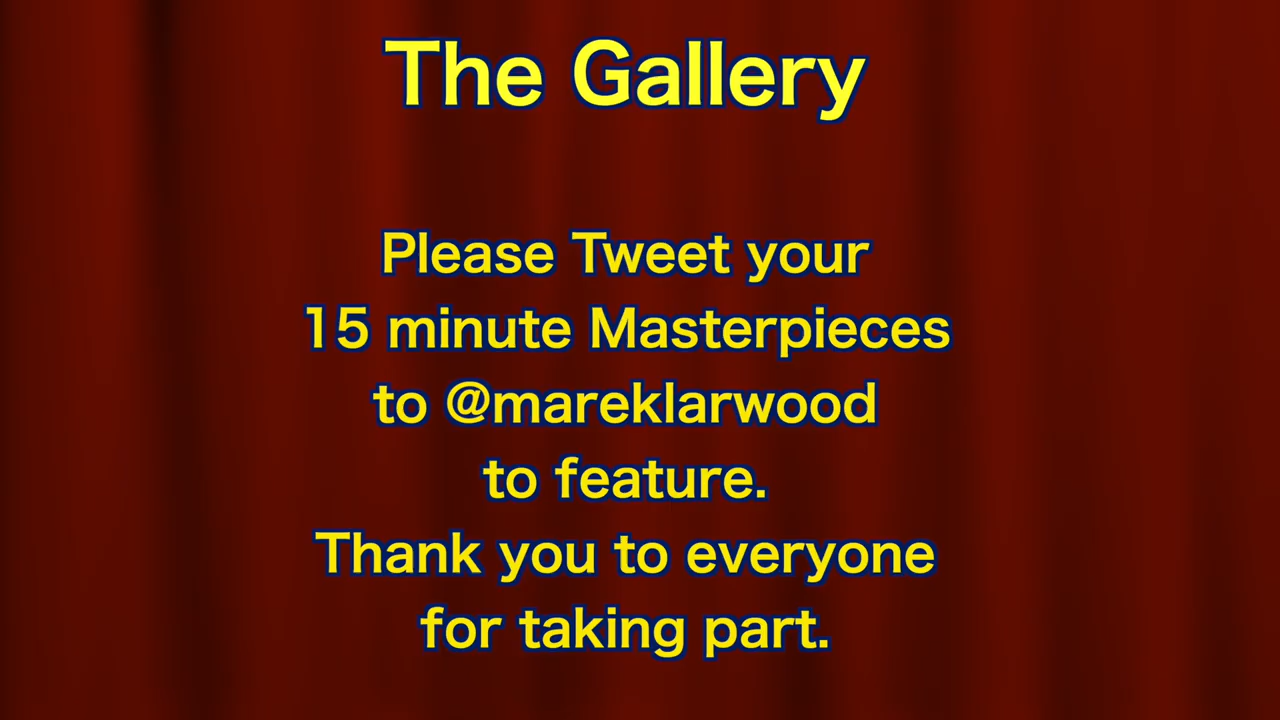 The Gallery
Please Tweet your
15 minute Masterpieces
to @mareklarwood
to feature.
Thank you to everyone
for taking part.